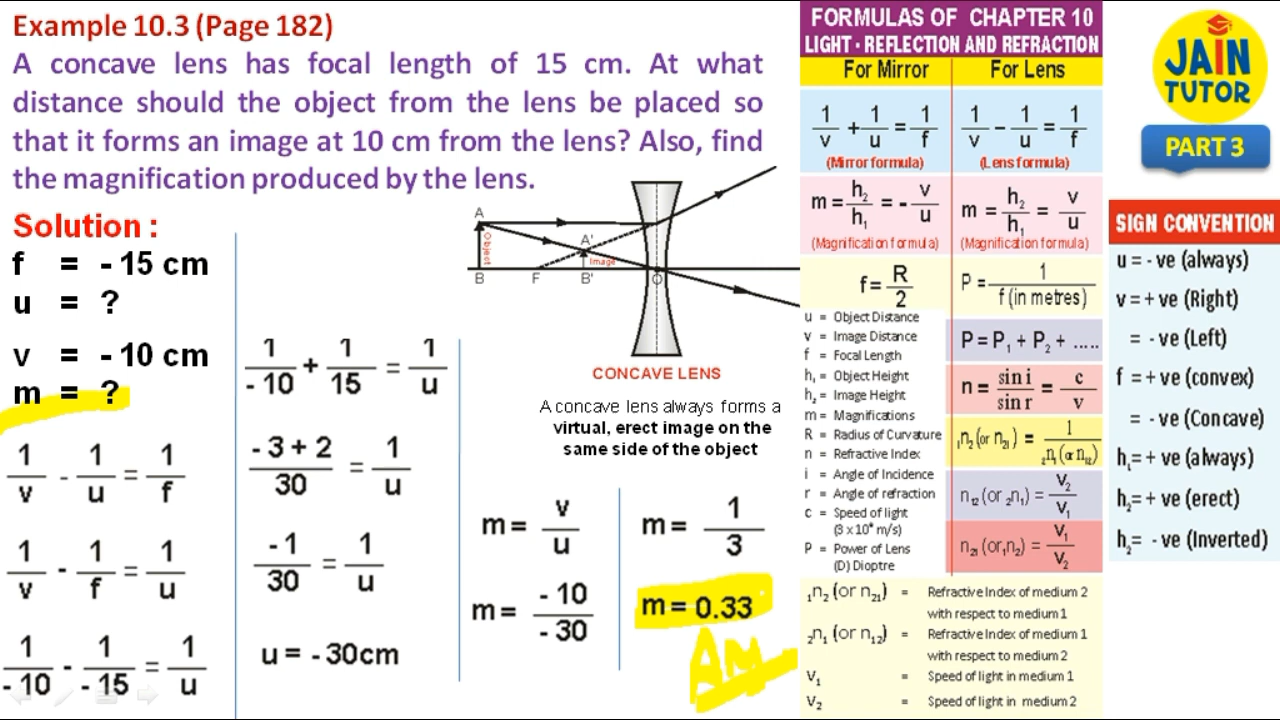 Example 10.3 (Page 182)
A concave lens has focal length of 15 cm. At what
distance should the object from the lens be placed so
that it forms an image at 10 cm from the lens? Also, find
the magnification produced by the lens.
Solution :
f = - 15 cm
u = ?
v = - 10 cm
m = ?
1/v - 1/u = 1/f
1/v - 1/f = 1/u
1/- 10 - 1/- 15 = 1/u
1/- 10 + 1/15 = 1/u
- 3 + 2/30 = 1/u
- 1/30 = 1/u
u = - 30cm
A
Object
B
F
A'
Image
B'
O
CONCAVE LENS
A concave lens always forms a
virtual, erect image on the
same side of the object
m = v/u
m = - 10/- 30
m = 1/3
m = 0.33
Ans
FORMULAS OF CHAPTER 10
LIGHT - REFLECTION AND REFRACTION
For Mirror
1/v + 1/u = 1/f
(Mirror formula)
m = h₂/h₁ = - v/u
(Magnification formula)
f = R/2
u = Object Distance
v = Image Distance
f = Focal Length
h₁ = Object Height
h₂ = Image Height
m = Magnifications
R = Radius of Curvature
n = Refractive Index
i = Angle of Incidence
r = Angle of refraction
c = Speed of light
(3 x 10⁸ m/s)
P = Power of Lens
(D) Dioptre
For Lens
1/v - 1/u = 1/f
(Lens formula)
m = h₂/h₁ = v/u
(Magnification formula)
P = 1/f (in metres)
P = P₁ + P₂ + .....
n = sin i/sin r = c/v
₁n₂ (or n₂₁) = 1/₂n₁ (or n₁₂)
n₁₂ (or ₂n₁) = v₂/v₁
n₂₁ (or ₁n₂) = v₁/v₂
₁n₂ (or n₂₁) = Refractive Index of medium 2
with respect to medium 1
₂n₁ (or n₁₂) = Refractive Index of medium 1
with respect to medium 2
v₁ = Speed of light in medium 1
v₂ = Speed of light in medium 2
JAIN
TUTOR
PART 3
SIGN CONVENTION
u = - ve (always)
v = + ve (Right)
= - ve (Left)
f = + ve (convex)
= - ve (Concave)
h₁ = + ve (always)
h₂ = + ve (erect)
h₂ = - ve (Inverted)